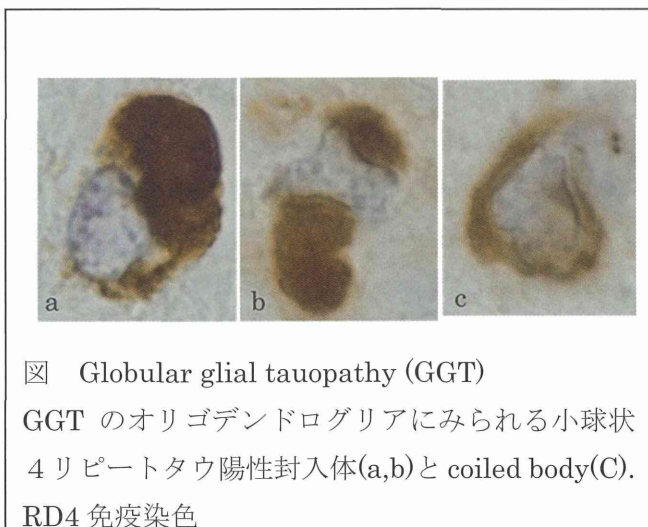 a
b
c
図 Globular glial tauopathy (GGT)
GGT のオリゴデンドログリアにみられる小球状
４リピートタウ陽性封入体(a,b)と coiled body(C).
RD4 免疫染色